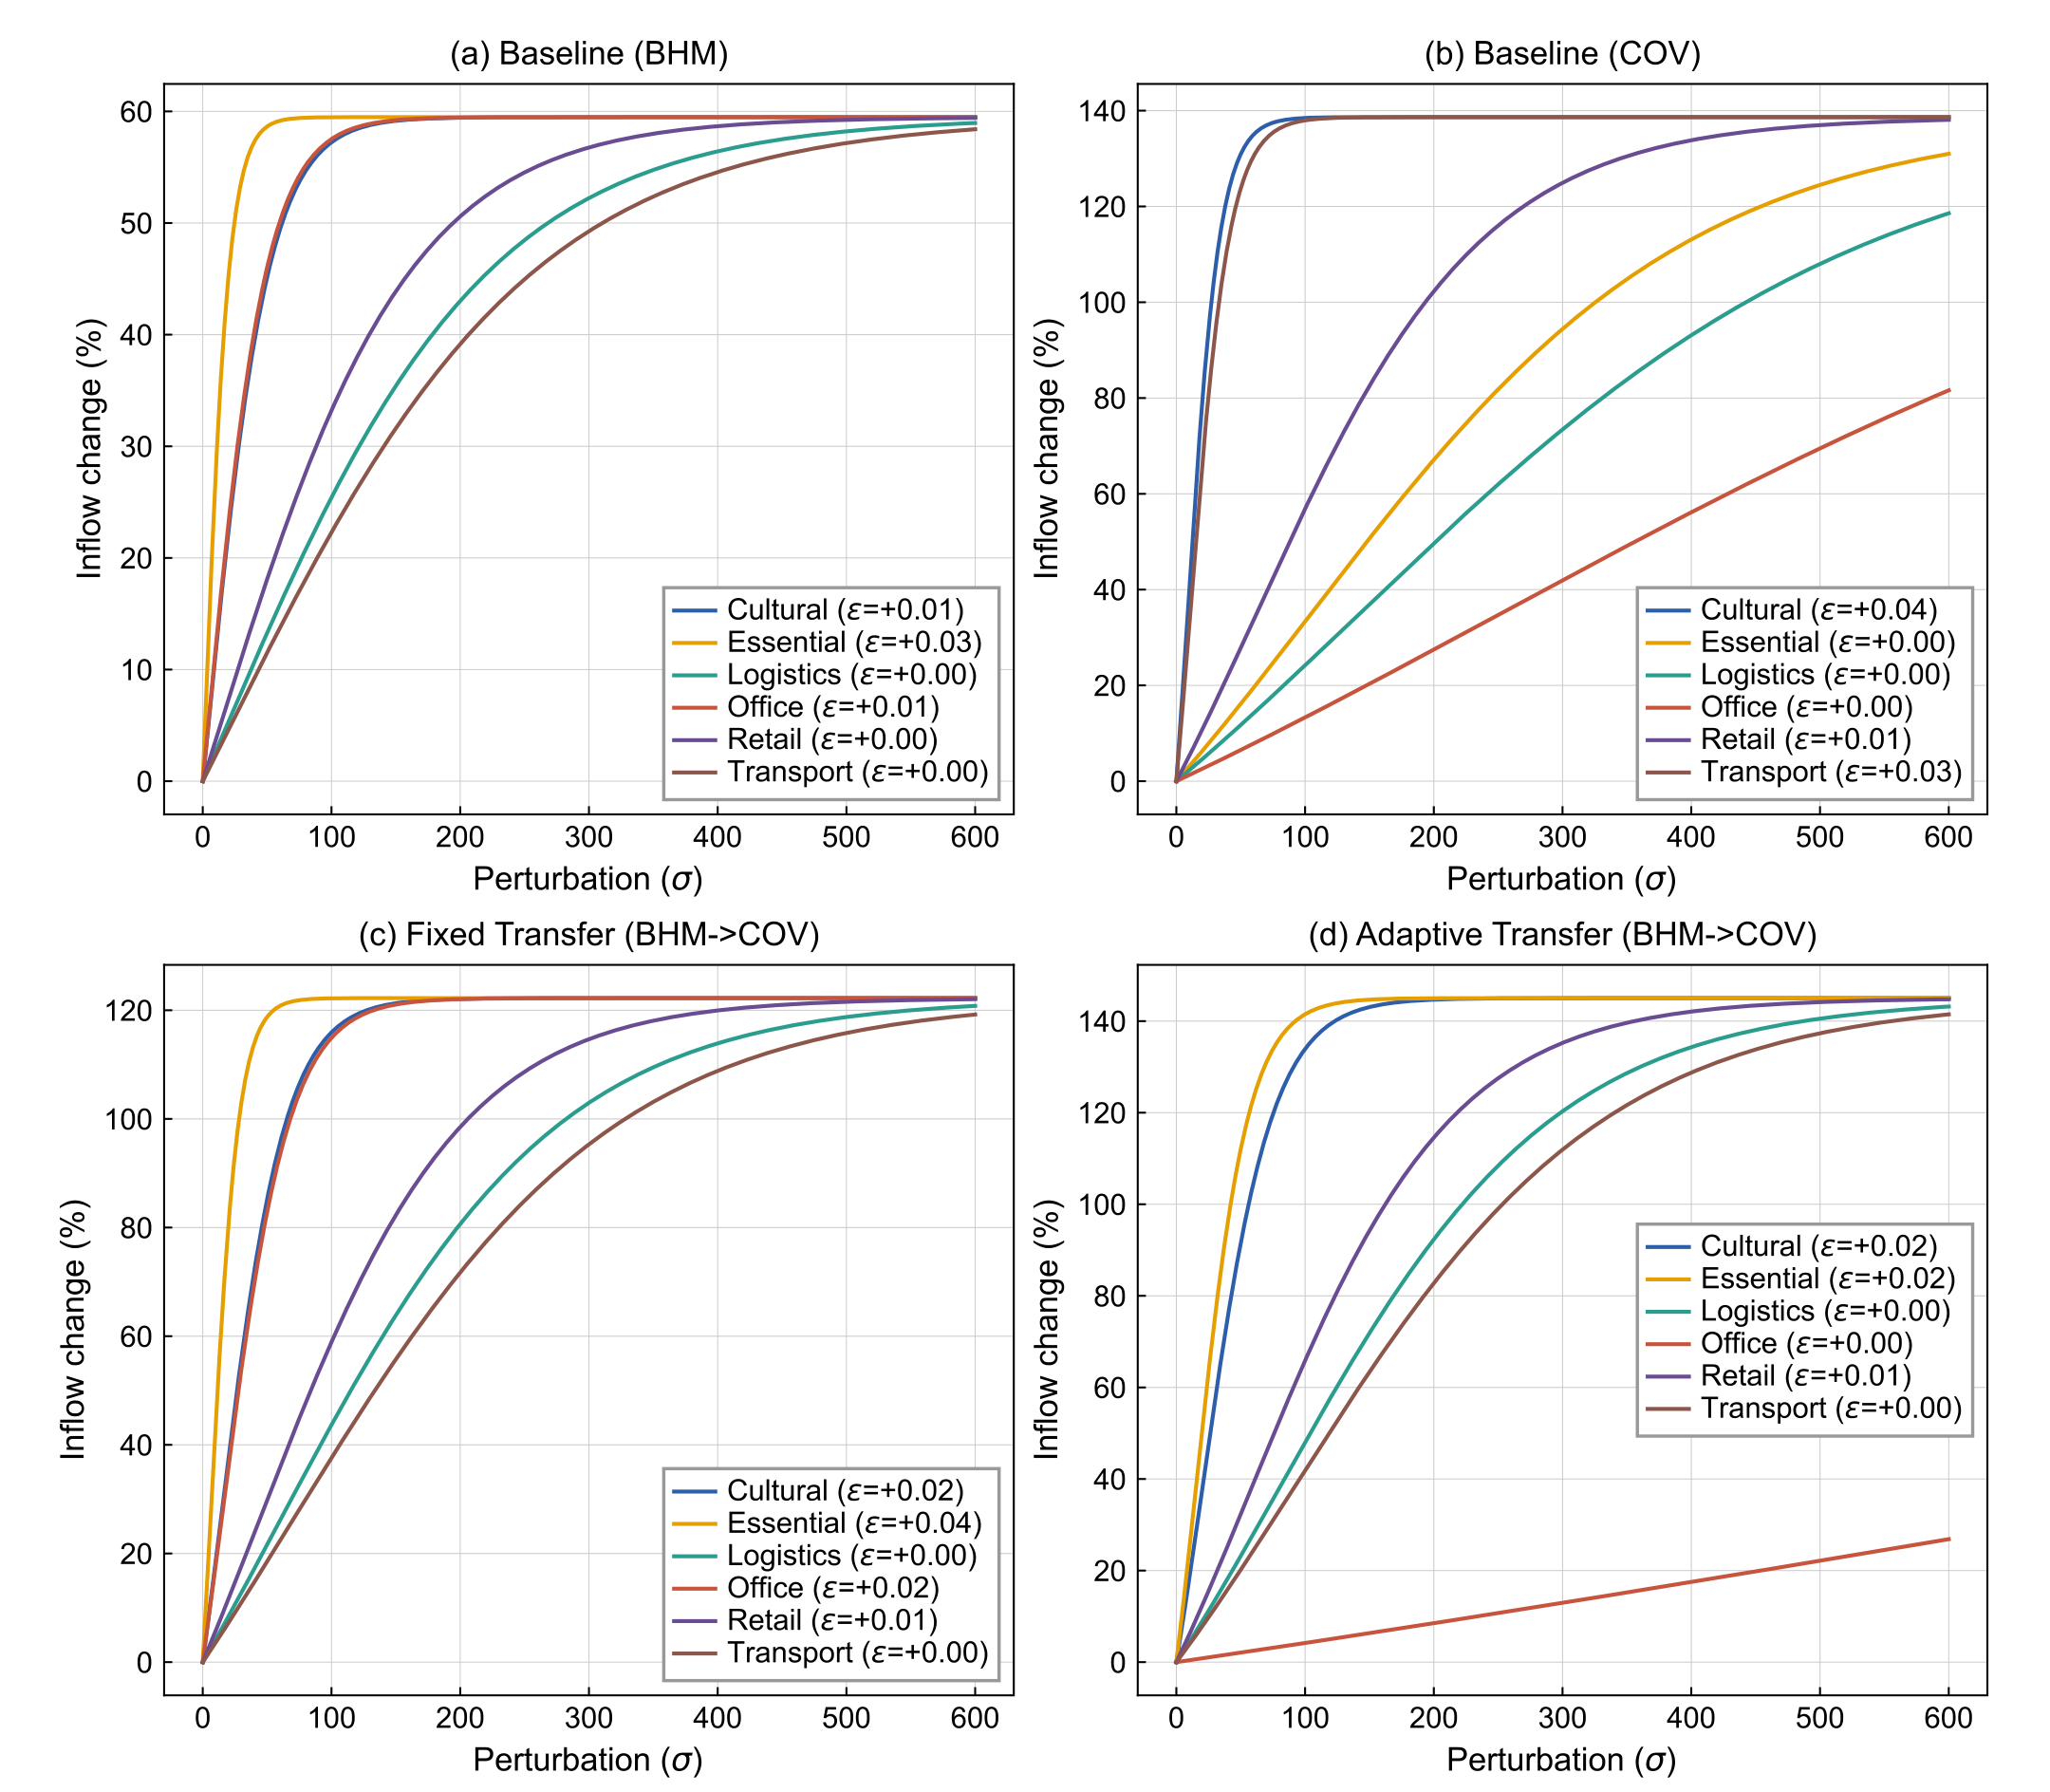 (a) Baseline (BHM)
60
50
40
30
20
10
0
Inflow change (%)
0 100 200 300 400 500 600
Perturbation (σ)
Cultural (ε=+0.01)
Essential (ε=+0.03)
Logistics (ε=+0.00)
Office (ε=+0.01)
Retail (ε=+0.00)
Transport (ε=+0.00)
(b) Baseline (COV)
140
120
100
80
60
40
20
0
Inflow change (%)
0 100 200 300 400 500 600
Perturbation (σ)
Cultural (ε=+0.04)
Essential (ε=+0.00)
Logistics (ε=+0.00)
Office (ε=+0.00)
Retail (ε=+0.01)
Transport (ε=+0.03)
(c) Fixed Transfer (BHM->COV)
120
100
80
60
40
20
0
Inflow change (%)
0 100 200 300 400 500 600
Perturbation (σ)
Cultural (ε=+0.02)
Essential (ε=+0.04)
Logistics (ε=+0.00)
Office (ε=+0.02)
Retail (ε=+0.01)
Transport (ε=+0.00)
(d) Adaptive Transfer (BHM->COV)
140
120
100
80
60
40
20
0
Inflow change (%)
0 100 200 300 400 500 600
Perturbation (σ)
Cultural (ε=+0.02)
Essential (ε=+0.02)
Logistics (ε=+0.00)
Office (ε=+0.00)
Retail (ε=+0.01)
Transport (ε=+0.00)